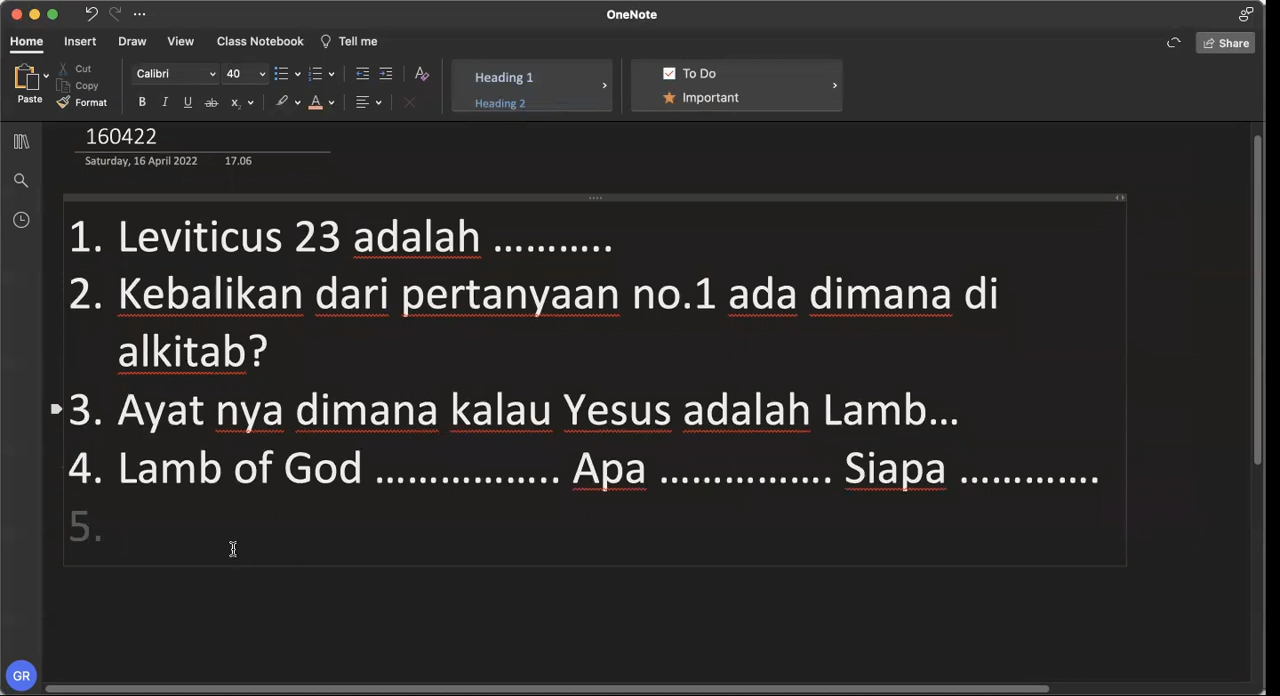 OneNote
Home Insert Draw View Class Notebook Tell me
Share
Paste
Cut
Copy
Format
Calibri 40
B I U ab x₂ A
Heading 1
Heading 2
To Do
Important
160422
Saturday, 16 April 2022 17.06
1. Leviticus 23 adalah ...........
2. Kebalikan dari pertanyaan no.1 ada dimana di
alkitab?
3. Ayat nya dimana kalau Yesus adalah Lamb...
4. Lamb of God ................. Apa ................ Siapa .............
5.
GR